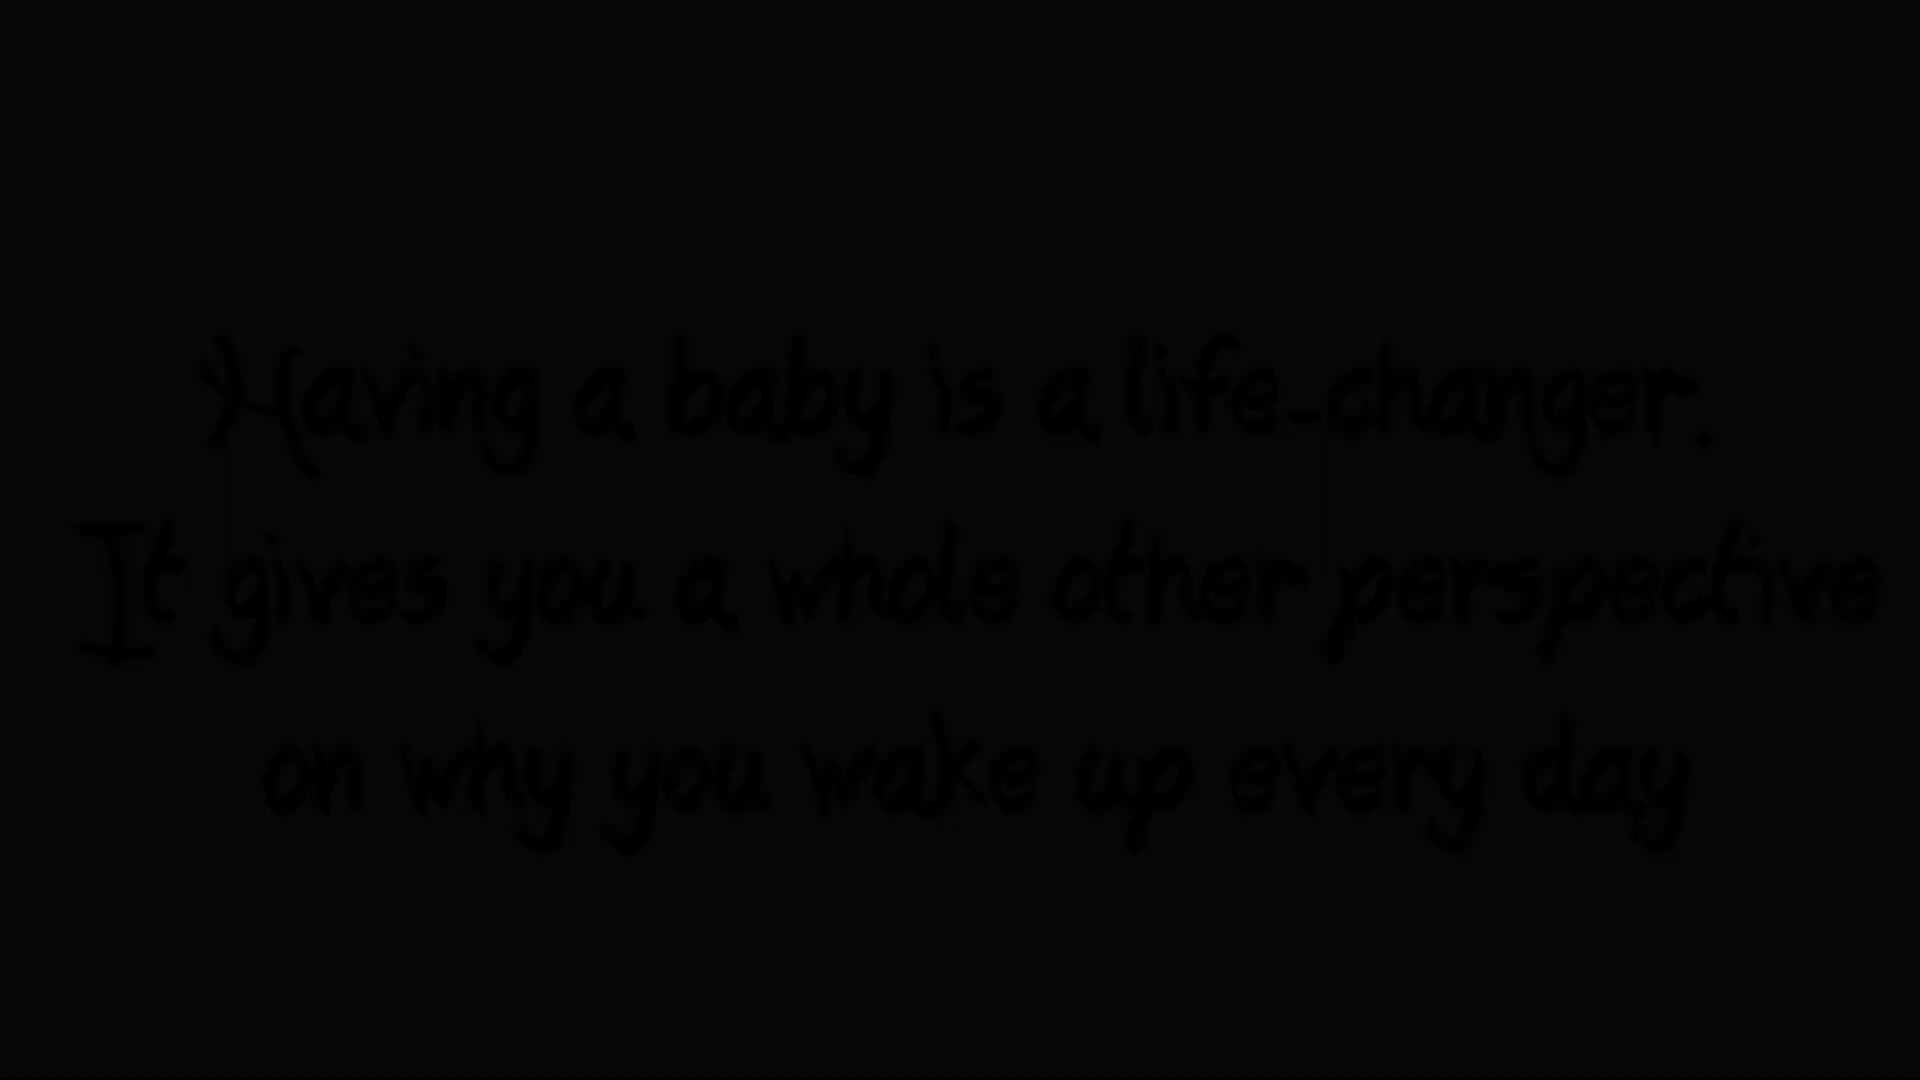 Having a baby is a life-changer.
It gives you a whole other perspective
on why you wake up every day